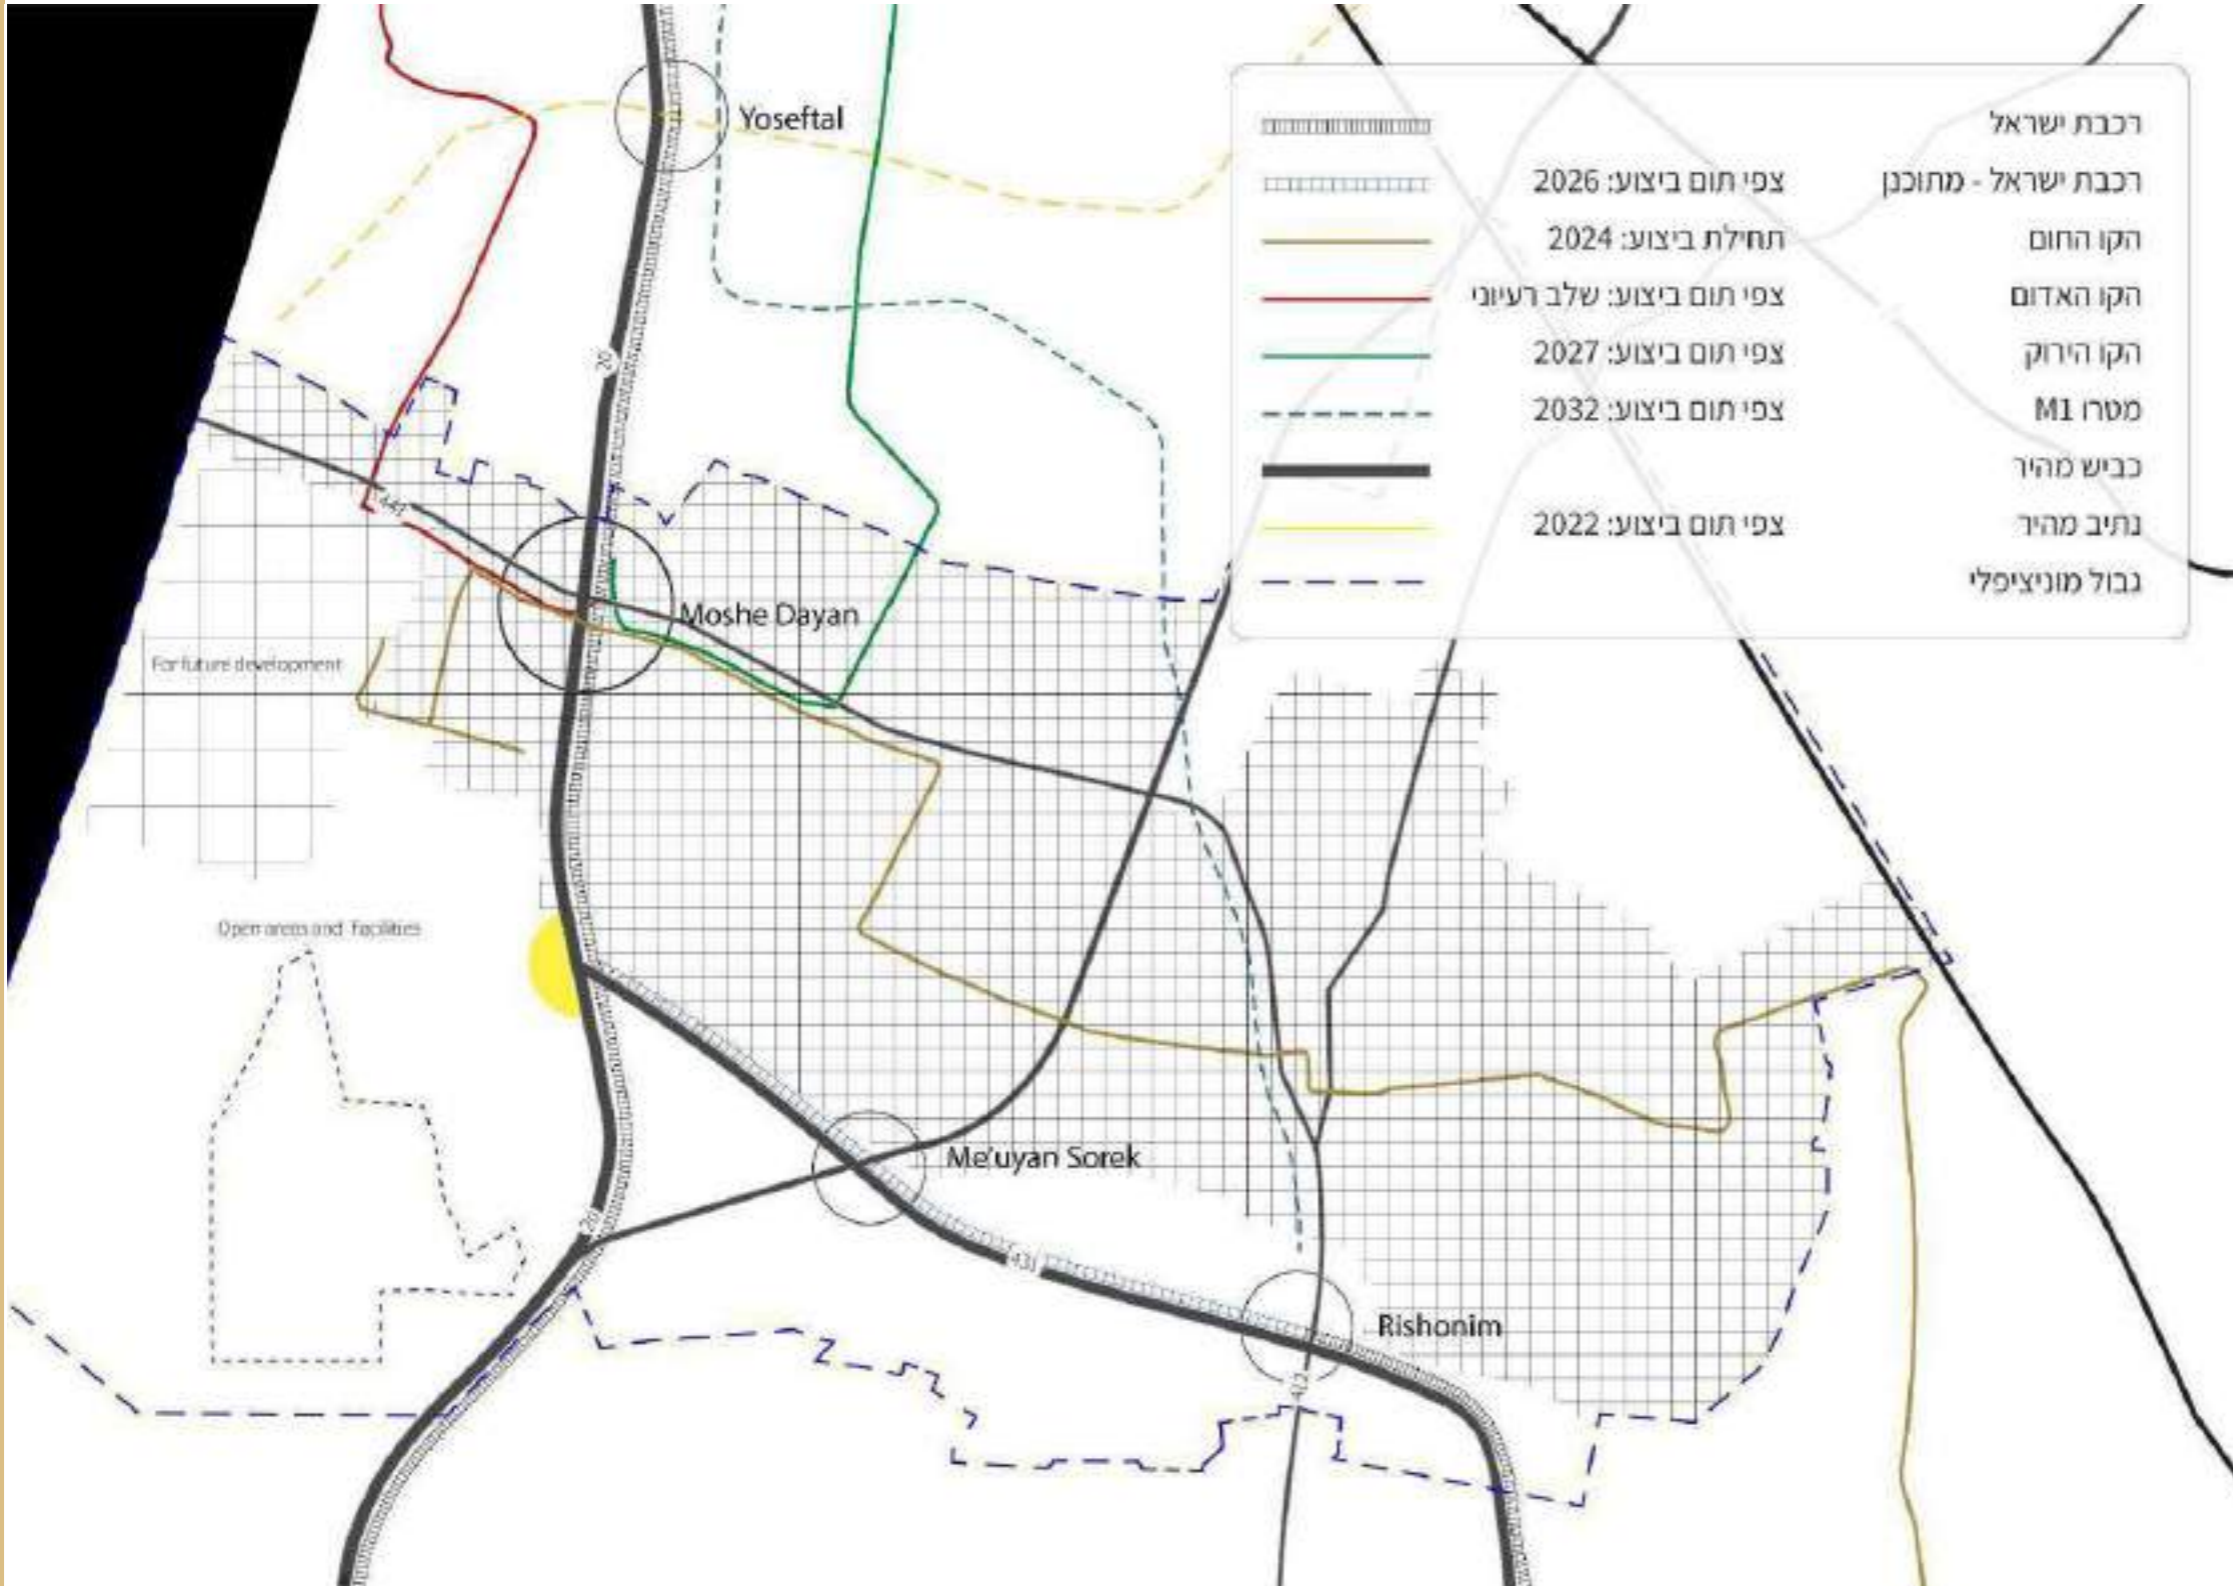 Yoseftal
רכבת ישראל
רכבת ישראל - מתוכנן צפי תום ביצוע: 2026
הקו החום תחילת ביצוע: 2024
הקו האדום צפי תום ביצוע: שלב רעיוני
הקו הירוק צפי תום ביצוע: 2027
מטרו M1 צפי תום ביצוע: 2032
כביש מהיר
נתיב מהיר צפי תום ביצוע: 2022
גבול מוניציפלי
20
441
Moshe Dayan
For future development
Open areas and Facilities
Me'uyan Sorek
20
431
Rishonim
412